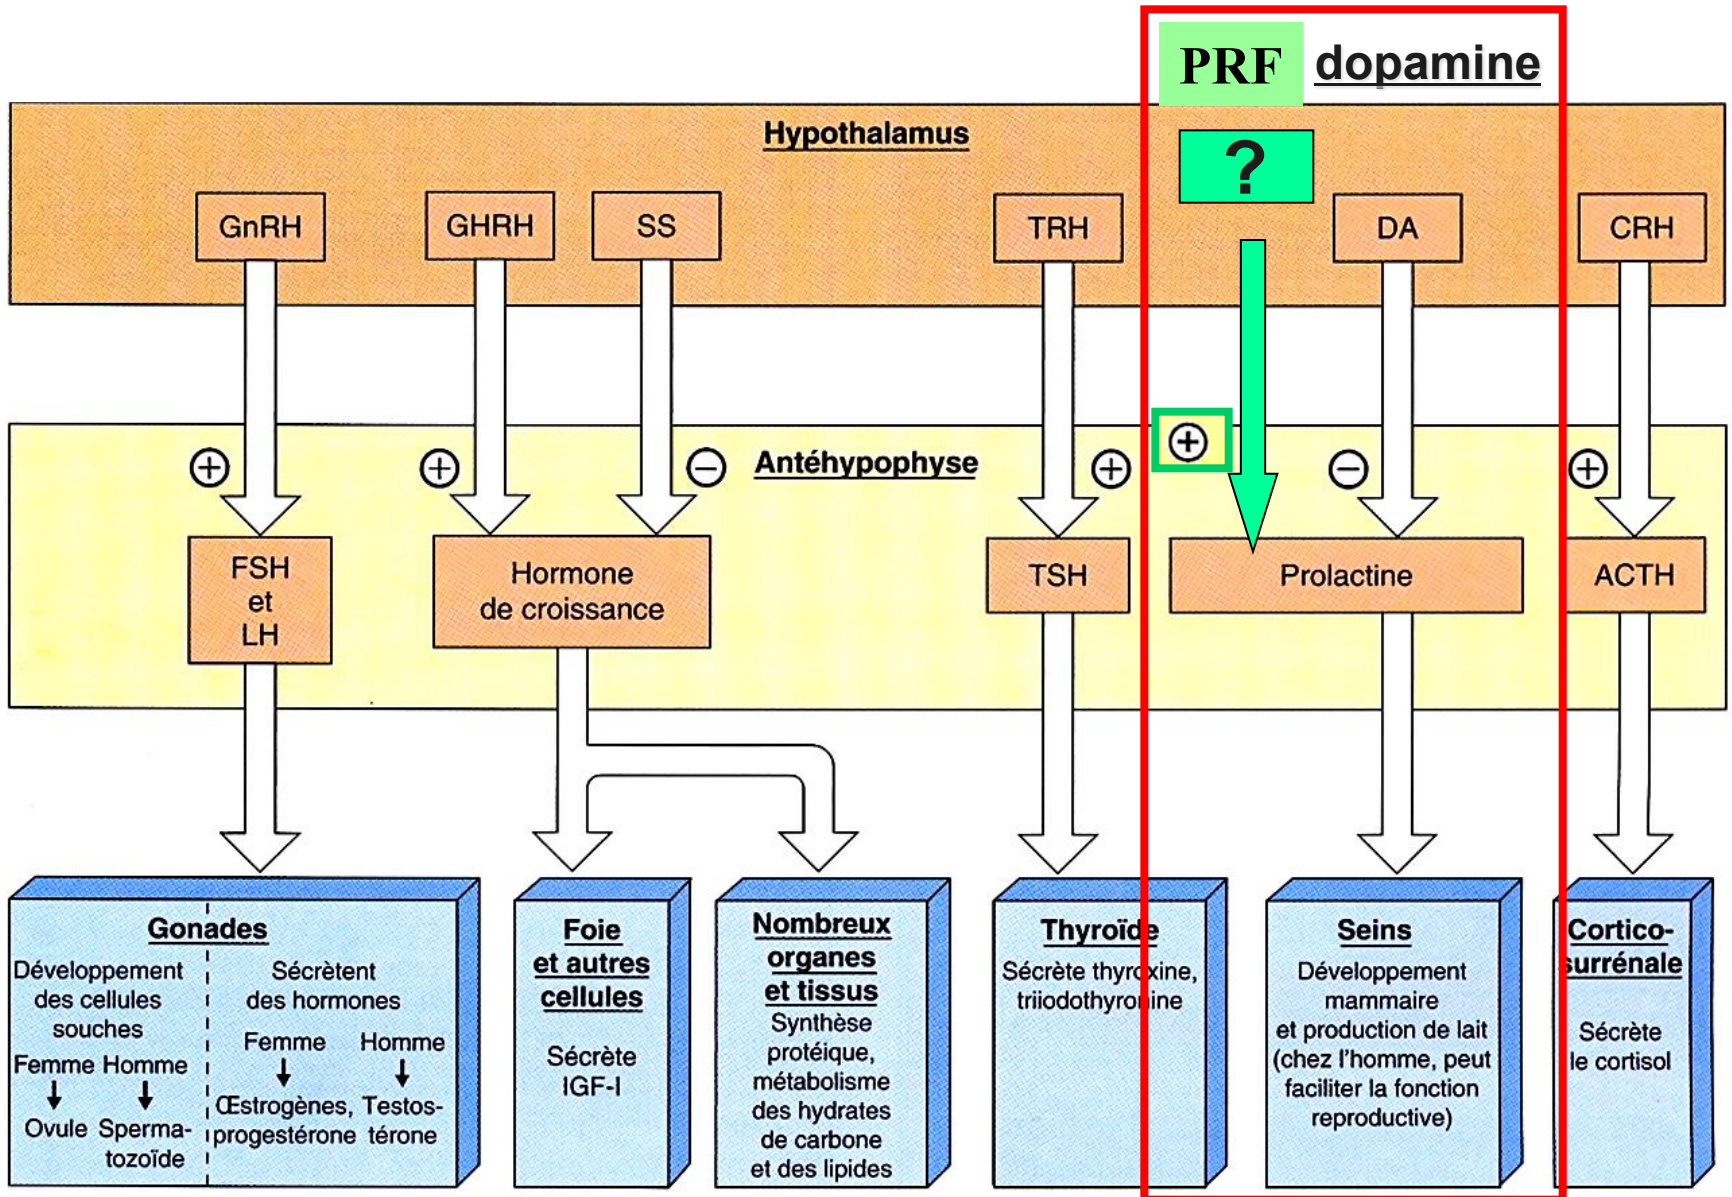 PRF dopamine
Hypothalamus
?
GnRH
GHRH
SS
TRH
DA
CRH
+
+
−
Antéhypophyse
+
+
−
+
FSH
et
LH
Hormone
de croissance
TSH
Prolactine
ACTH
Gonades
Développement
des cellules
souches
Femme Homme
Ovule Sperma-
tozoïde
Sécrètent
des hormones
Femme Homme
Œstrogènes, Testos-
progestérone térone
Foie
et autres
cellules
Sécrète
IGF-I
Nombreux
organes
et tissus
Synthèse
protéique,
métabolisme
des hydrates
de carbone
et des lipides
Thyroïde
Sécrète thyroxine,
triiodothyronine
Seins
Développement
mammaire
et production de lait
(chez l'homme, peut
faciliter la fonction
reproductive)
Cortico-
surrénale
Sécrète
le cortisol